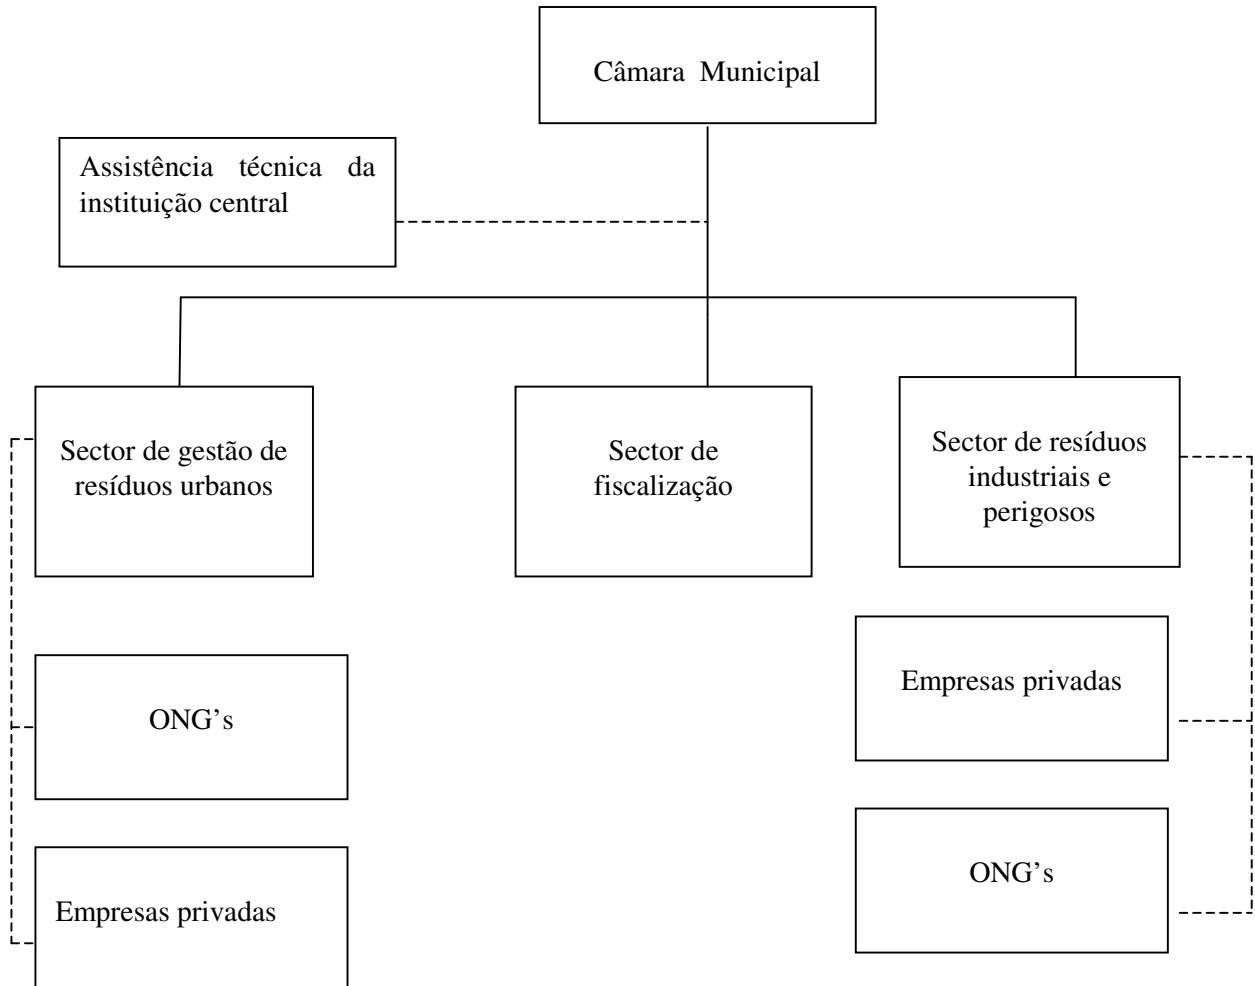 Câmara Municipal
Assistência técnica da
instituição central
Sector de gestão de
resíduos urbanos
Sector de
fiscalização
Sector de resíduos
industriais e
perigosos
ONG’s
Empresas privadas
Empresas privadas
ONG’s